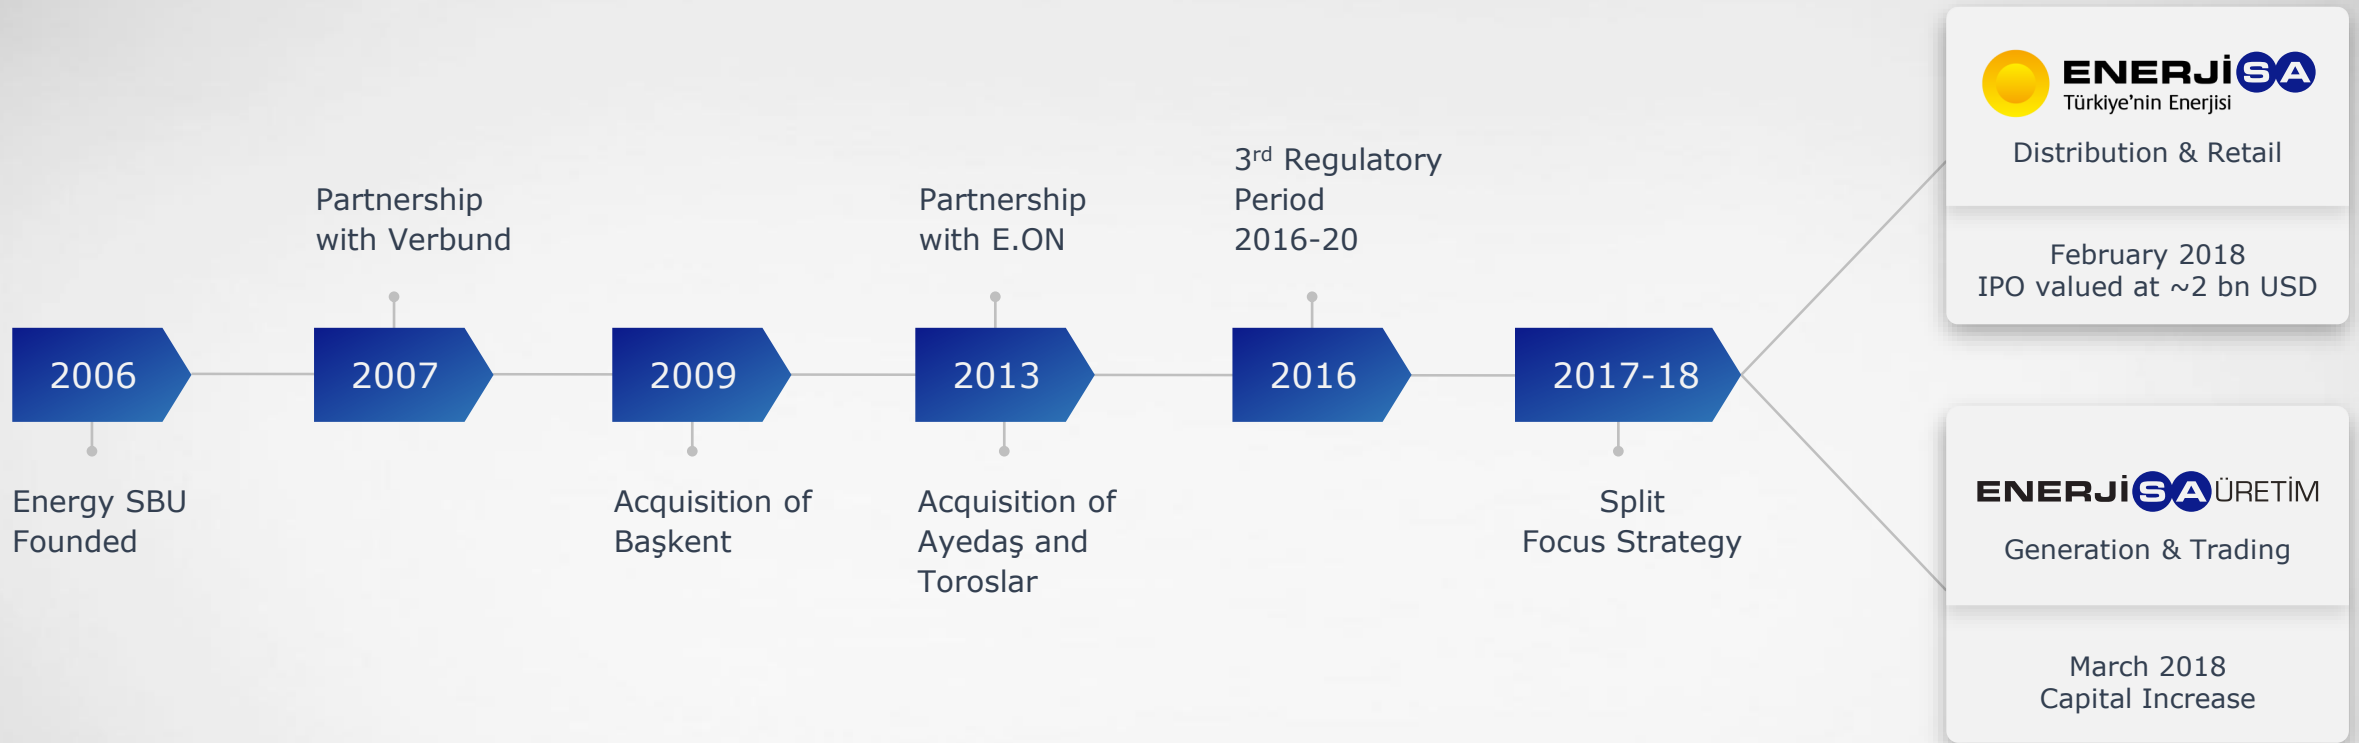 2006
Energy SBU
Founded
Partnership
with Verbund
2007
2009
Acquisition of
Başkent
Partnership
with E.ON
2013
Acquisition of
Ayedaş and
Toroslar
3rd Regulatory
Period
2016-20
2016
2017-18
Split
Focus Strategy
ENERJİSA
Türkiye'nin Enerjisi
Distribution & Retail
February 2018
IPO valued at ~2 bn USD
ENERJİSA ÜRETİM
Generation & Trading
March 2018
Capital Increase